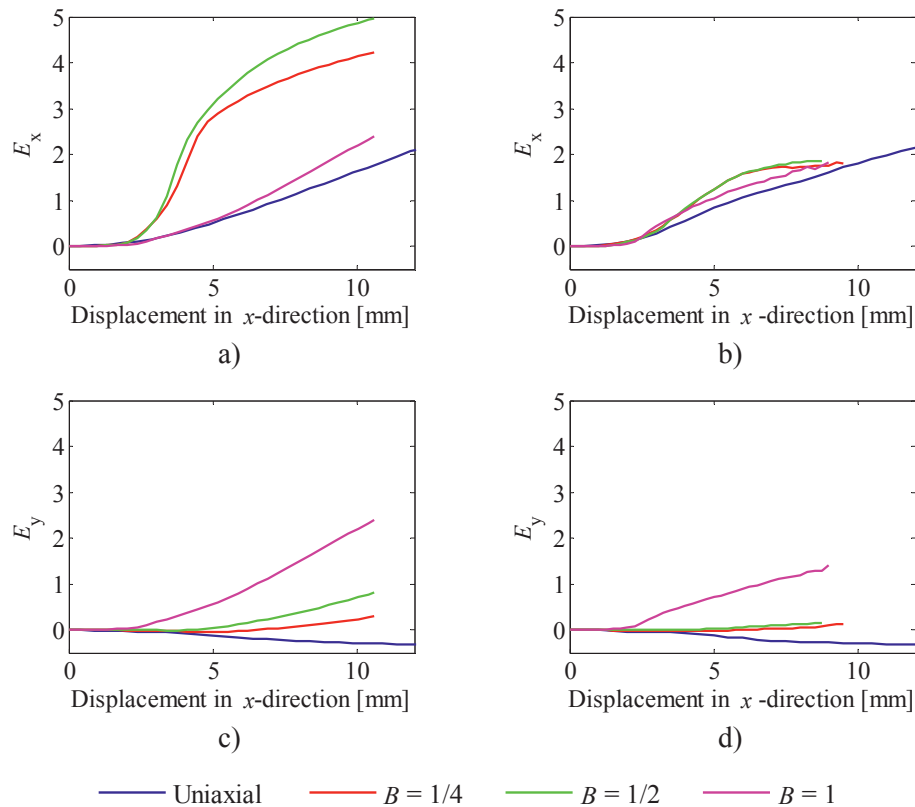 5
4
3
2
1
0
E_x
0 5 10
Displacement in x-direction [mm]
a)
5
4
3
2
1
0
E_x
0 5 10
Displacement in x -direction [mm]
b)
5
4
3
2
1
0
E_y
0 5 10
Displacement in x-direction [mm]
c)
5
4
3
2
1
0
E_y
0 5 10
Displacement in x -direction [mm]
d)
Uniaxial B = 1/4 B = 1/2 B = 1